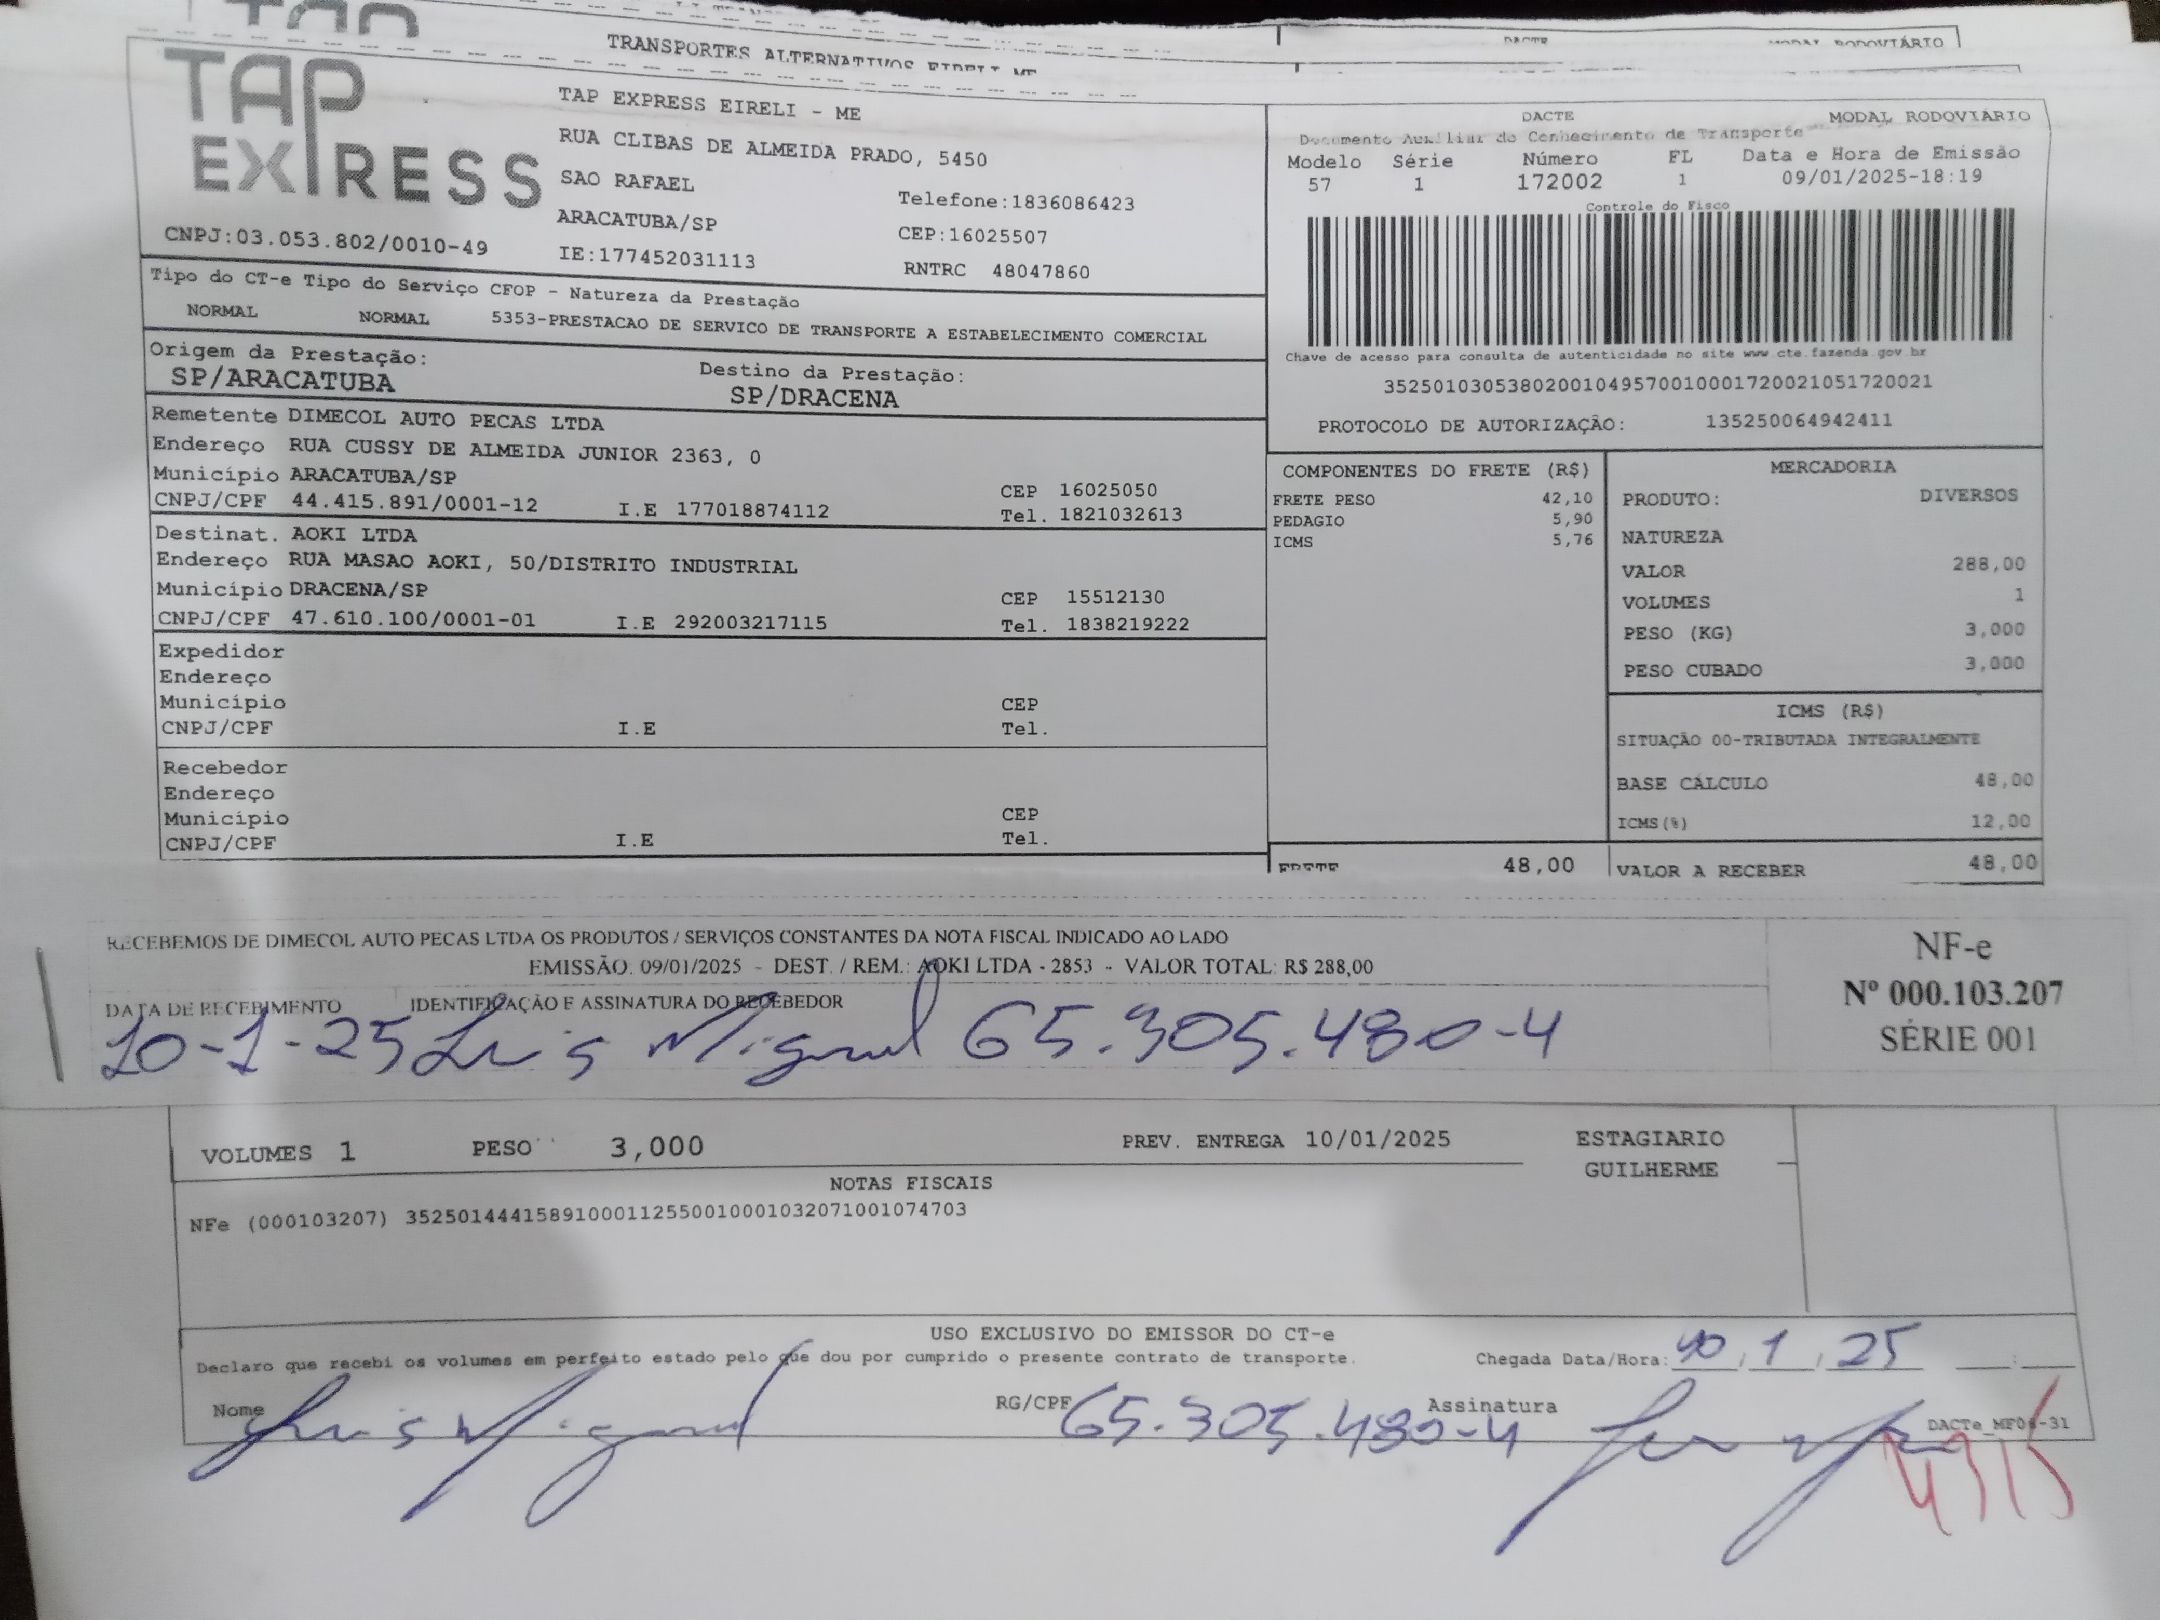 TRANSPORTES ALTERNATIVOS EIRELI ME
DACTE MODAL RODOVIÁRIO
TAP EXPRESS
TAP EXPRESS EIRELI - ME
RUA CLIBAS DE ALMEIDA PRADO, 5450
SAO RAFAEL
Telefone:1836086423
ARACATUBA/SP
CEP:16025507
CNPJ:03.053.802/0010-49
IE:177452031113
RNTRC 48047860
DACTE MODAL RODOVIÁRIO
Documento Auxiliar do Conhecimento de Transporte
Modelo Série Número FL Data e Hora de Emissão
57 1 172002 1 09/01/2025-18:19
Controle do Fisco
Chave de acesso para consulta de autenticidade no site www.cte.fazenda.gov.br
35250103053802001049570010001720021051720021
PROTOCOLO DE AUTORIZAÇÃO: 135250064942411
Tipo do CT-e Tipo do Serviço CFOP - Natureza da Prestação
NORMAL NORMAL 5353-PRESTACAO DE SERVICO DE TRANSPORTE A ESTABELECIMENTO COMERCIAL
Origem da Prestação: Destino da Prestação:
SP/ARACATUBA SP/DRACENA
Remetente DIMECOL AUTO PECAS LTDA
Endereço RUA CUSSY DE ALMEIDA JUNIOR 2363, 0
Município ARACATUBA/SP CEP 16025050
CNPJ/CPF 44.415.891/0001-12 I.E 177018874112 Tel. 1821032613
Destinat. AOKI LTDA
Endereço RUA MASAO AOKI, 50/DISTRITO INDUSTRIAL
Município DRACENA/SP CEP 15512130
CNPJ/CPF 47.610.100/0001-01 I.E 292003217115 Tel. 1838219222
Expedidor
Endereço
Município CEP
CNPJ/CPF I.E Tel.
Recebedor
Endereço
Município CEP
CNPJ/CPF I.E Tel.
COMPONENTES DO FRETE (R$)
FRETE PESO 42,10
PEDAGIO 5,90
ICMS 5,76
MERCADORIA
PRODUTO: DIVERSOS
NATUREZA
VALOR 288,00
VOLUMES 1
PESO (KG) 3,000
PESO CUBADO 3,000
ICMS (R$)
SITUAÇÃO 00-TRIBUTADA INTEGRALMENTE
BASE CÁLCULO 48,00
ICMS(%) 12,00
FRETE 48,00 VALOR A RECEBER 48,00
RECEBEMOS DE DIMECOL AUTO PECAS LTDA OS PRODUTOS / SERVIÇOS CONSTANTES DA NOTA FISCAL INDICADO AO LADO
EMISSÃO: 09/01/2025 - DEST. / REM.: AOKI LTDA - 2853 - VALOR TOTAL: R$ 288,00
DATA DE RECEBIMENTO IDENTIFICAÇÃO E ASSINATURA DO RECEBEDOR
10-1-25 Luis Miguel 65.305.480-4
NF-e
Nº 000.103.207
SÉRIE 001
VOLUMES 1 PESO 3,000 PREV. ENTREGA 10/01/2025 ESTAGIARIO
GUILHERME
NOTAS FISCAIS
NFe (000103207) 35250144415891000112550010001032071001074703
USO EXCLUSIVO DO EMISSOR DO CT-e
Declaro que recebi os volumes em perfeito estado pelo que dou por cumprido o presente contrato de transporte. Chegada Data/Hora: 10/1/25 __:__
Nome Luis Miguel RG/CPF 65.305.480-4 Assinatura